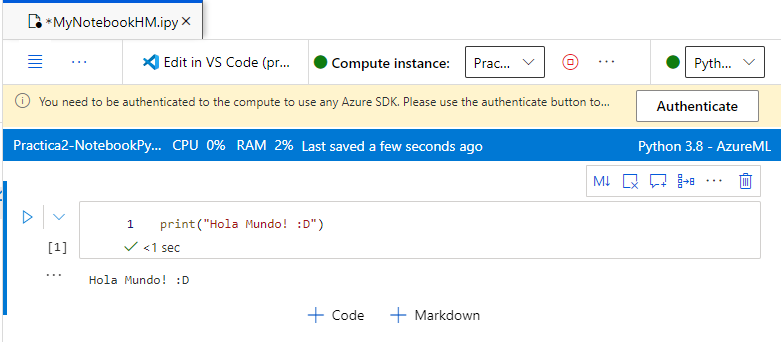 *MyNotebookHM.ipy ×
Edit in VS Code (pr... Compute instance: Prac... Pyth...
You need to be authenticated to the compute to use any Azure SDK. Please use the authenticate button to... Authenticate
Practica2-NotebookPy... CPU 0% RAM 2% Last saved a few seconds ago Python 3.8 - AzureML
M↓
1 print("Hola Mundo! :D")
[1] <1 sec
Hola Mundo! :D
+ Code + Markdown